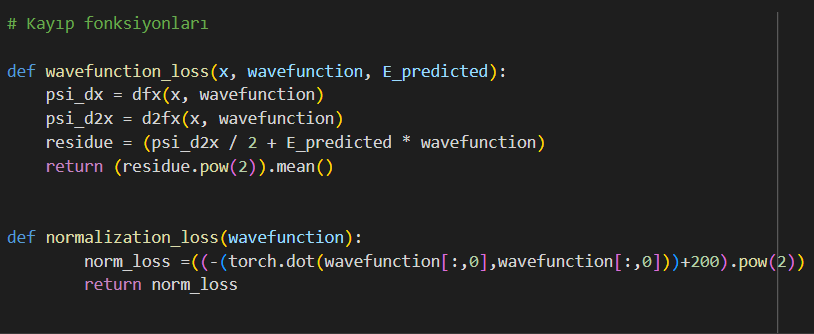 # Kayıp fonksiyonları
def wavefunction_loss(x, wavefunction, E_predicted):
    psi_dx = dfx(x, wavefunction)
    psi_d2x = d2fx(x, wavefunction)
    residue = (psi_d2x / 2 + E_predicted * wavefunction)
    return (residue.pow(2)).mean()
def normalization_loss(wavefunction):
        norm_loss =((-(torch.dot(wavefunction[:,0],wavefunction[:,0]))+200).pow(2))
        return norm_loss